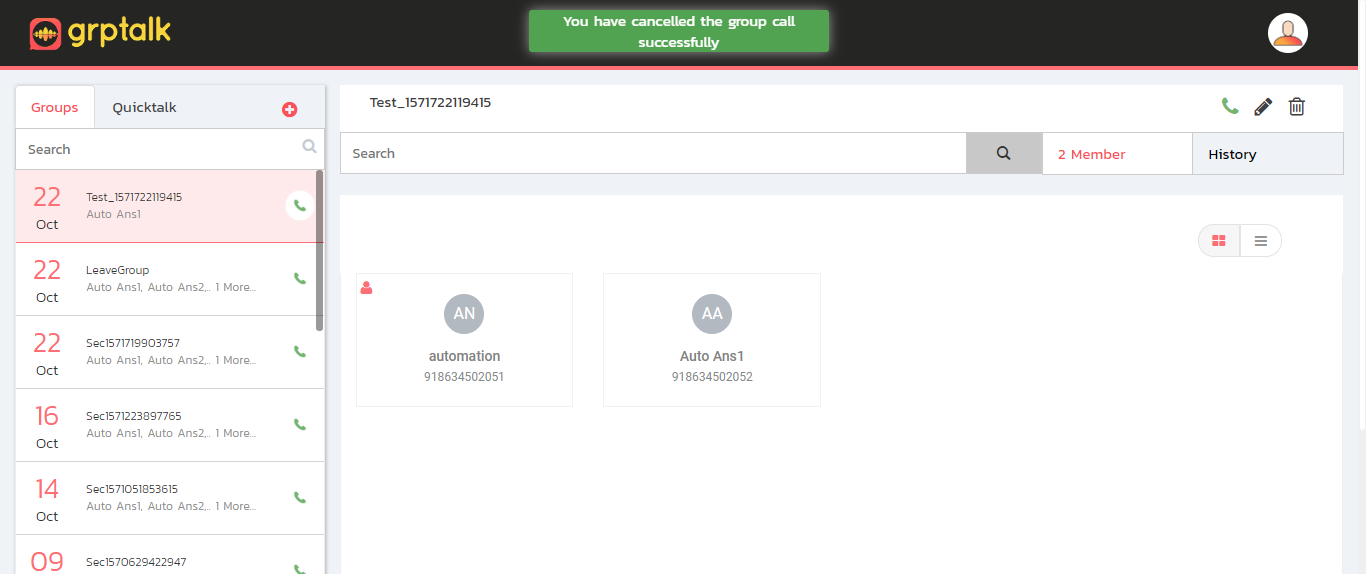 grptalk
You have cancelled the group call
successfully
Groups
Quicktalk
Search
22
Oct
Test_1571722119415
Auto Ans1
22
Oct
LeaveGroup
Auto Ans1, Auto Ans2,.. 1 More...
22
Oct
Sec1571719903757
Auto Ans1, Auto Ans2,.. 1 More...
16
Oct
Sec1571223897765
Auto Ans1, Auto Ans2,.. 1 More...
14
Oct
Sec1571051853615
Auto Ans1, Auto Ans2,.. 1 More...
09
Sec1570629422947
Test_1571722119415
Search
2 Member
History
AN
automation
918634502051
AA
Auto Ans1
918634502052